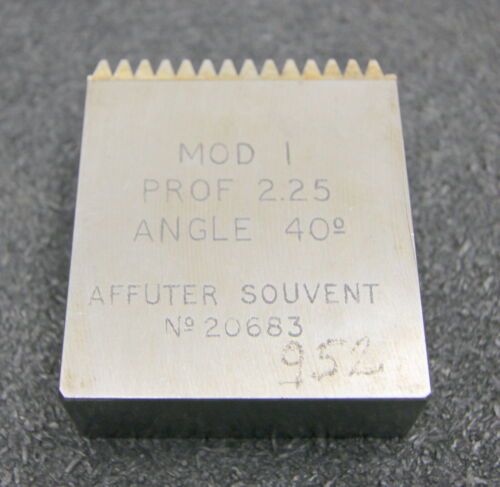 MOD 1
PROF 2.25
ANGLE 40º
AFFUTER SOUVENT
Nº 20683
952